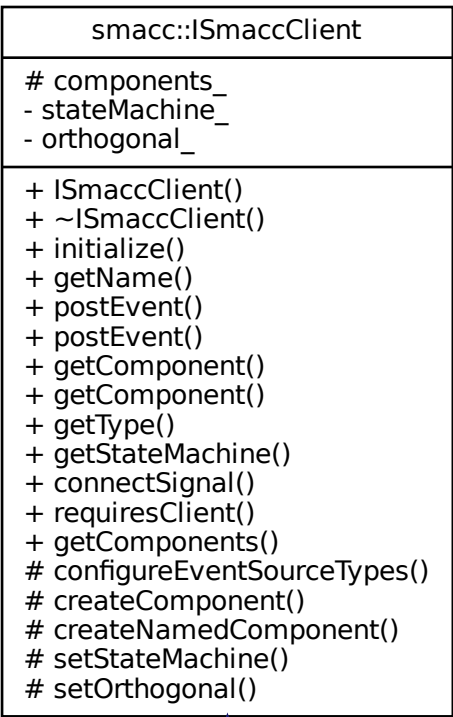 smacc::ISmaccClient
# components_
- stateMachine_
- orthogonal_
+ ISmaccClient()
+ ~ISmaccClient()
+ initialize()
+ getName()
+ postEvent()
+ postEvent()
+ getComponent()
+ getComponent()
+ getType()
+ getStateMachine()
+ connectSignal()
+ requiresClient()
+ getComponents()
# configureEventSourceTypes()
# createComponent()
# createNamedComponent()
# setStateMachine()
# setOrthogonal()